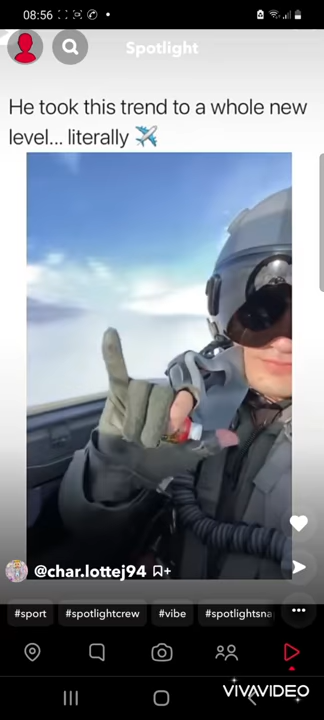 08:56
Spotlight
He took this trend to a whole new
level... literally ✈️
@char.lottej94
#sport #spotlightcrew #vibe #spotlightsna
VIVAVIDEO